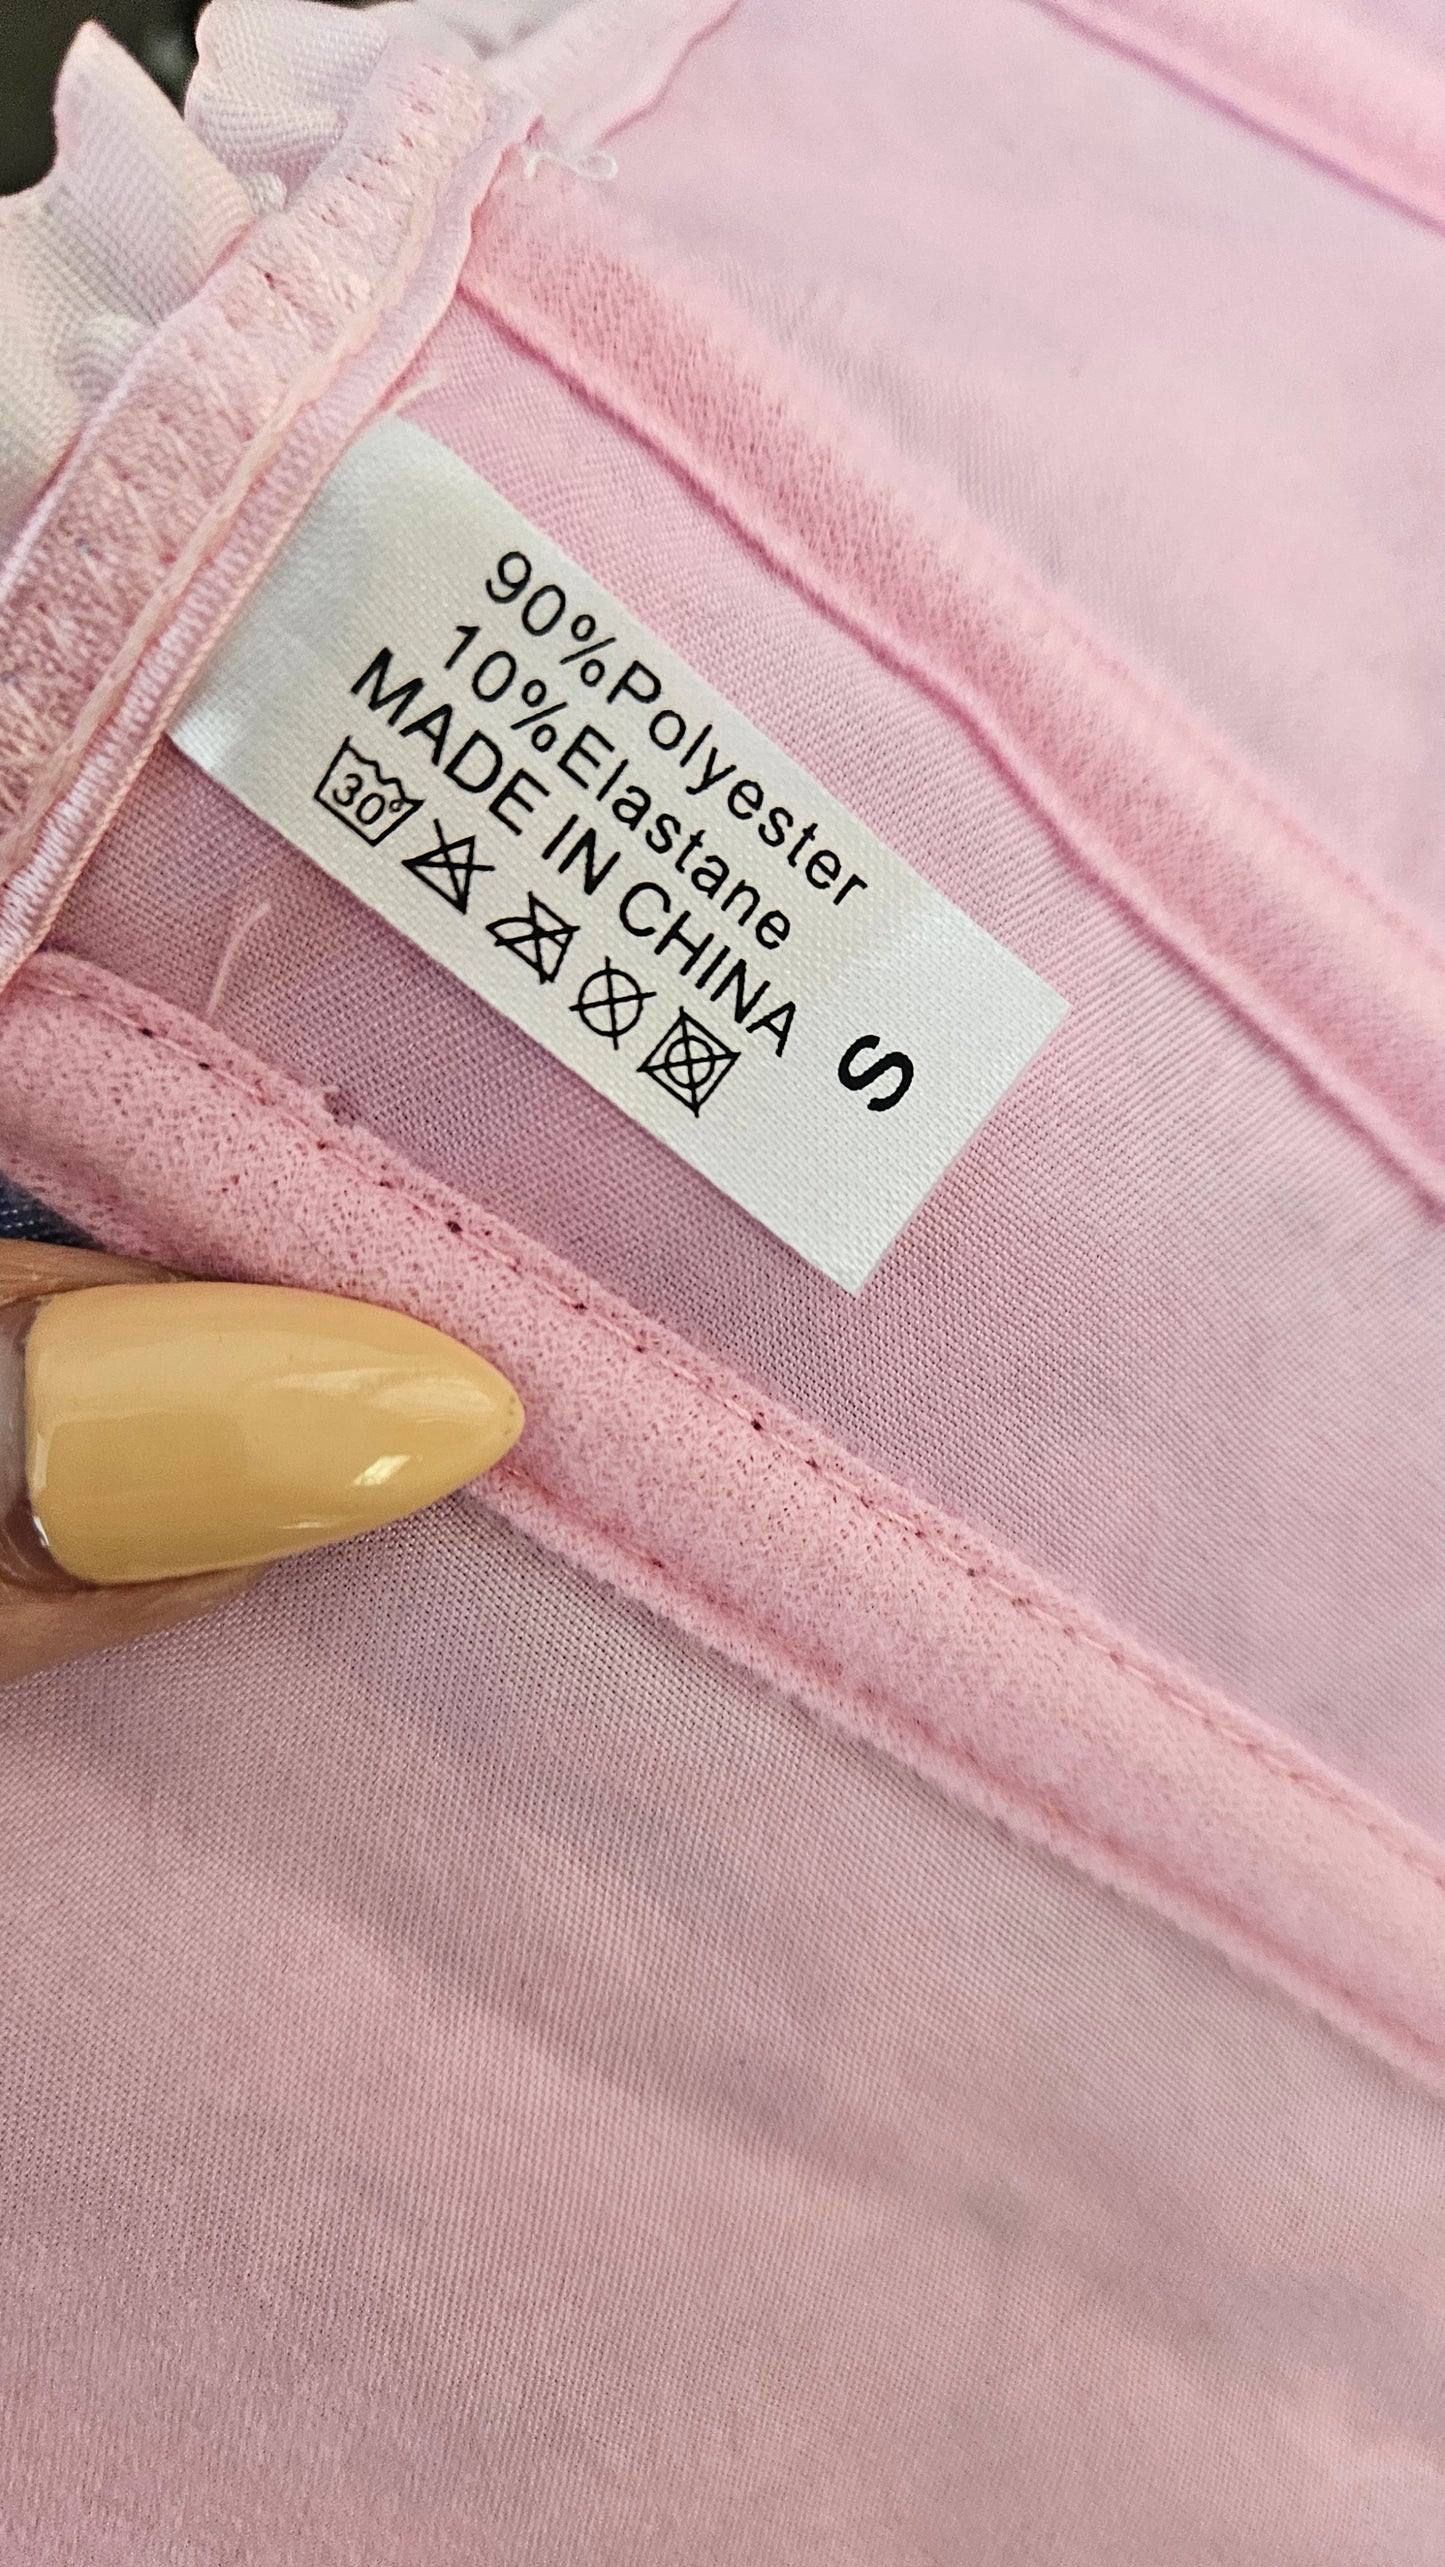 90%Polyester
10%Elastane
MADE IN CHINA
30
S